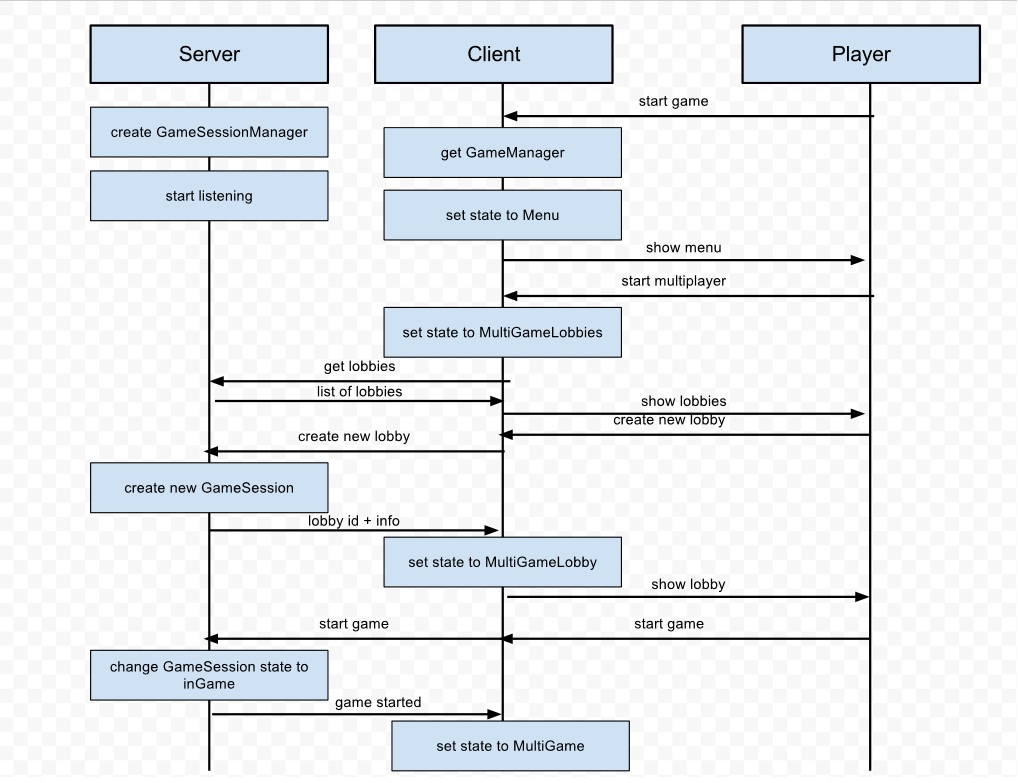 Server
Client
Player
start game
create GameSessionManager
get GameManager
start listening
set state to Menu
show menu
start multiplayer
set state to MultiGameLobbies
get lobbies
list of lobbies
show lobbies
create new lobby
create new lobby
create new GameSession
lobby id + info
set state to MultiGameLobby
show lobby
start game
start game
change GameSession state to
inGame
game started
set state to MultiGame